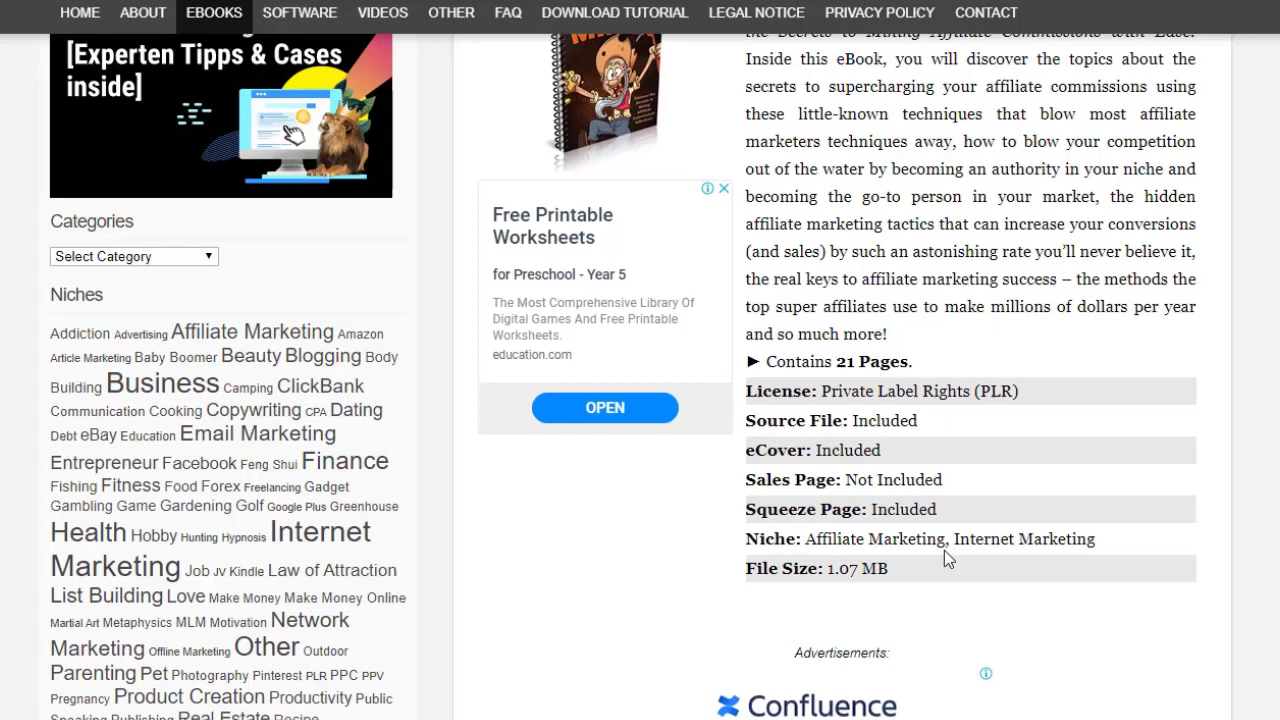 HOME ABOUT EBOOKS SOFTWARE VIDEOS OTHER FAQ DOWNLOAD TUTORIAL LEGAL NOTICE PRIVACY POLICY CONTACT
[Experten Tipps & Cases
inside]
Categories
Select Category
Niches
Addiction Advertising Affiliate Marketing Amazon
Article Marketing Baby Boomer Beauty Blogging Body
Building Business Camping ClickBank
Communication Cooking Copywriting CPA Dating
Debt eBay Education Email Marketing
Entrepreneur Facebook Feng Shui Finance
Fishing Fitness Food Forex Freelancing Gadget
Gambling Game Gardening Golf Google Plus Greenhouse
Health Hobby Hunting Hypnosis Internet
Marketing Job JV Kindle Law of Attraction
List Building Love Make Money Make Money Online
Martial Art Metaphysics MLM Motivation Network
Marketing Offline Marketing Other Outdoor
Parenting Pet Photography Pinterest PLR PPC PPV
Pregnancy Product Creation Productivity Public
Speaking Publishing Real Estate Recipe
Free Printable
Worksheets
for Preschool - Year 5
The Most Comprehensive Library Of
Digital Games And Free Printable
Worksheets.
education.com
OPEN
the Secrets to Mining Affiliate Commissions with Ease.
Inside this eBook, you will discover the topics about the
secrets to supercharging your affiliate commissions using
these little-known techniques that blow most affiliate
marketers techniques away, how to blow your competition
out of the water by becoming an authority in your niche and
becoming the go-to person in your market, the hidden
affiliate marketing tactics that can increase your conversions
(and sales) by such an astonishing rate you’ll never believe it,
the real keys to affiliate marketing success – the methods the
top super affiliates use to make millions of dollars per year
and so much more!
► Contains 21 Pages.
License: Private Label Rights (PLR)
Source File: Included
eCover: Included
Sales Page: Not Included
Squeeze Page: Included
Niche: Affiliate Marketing, Internet Marketing
File Size: 1.07 MB
Advertisements:
Confluence